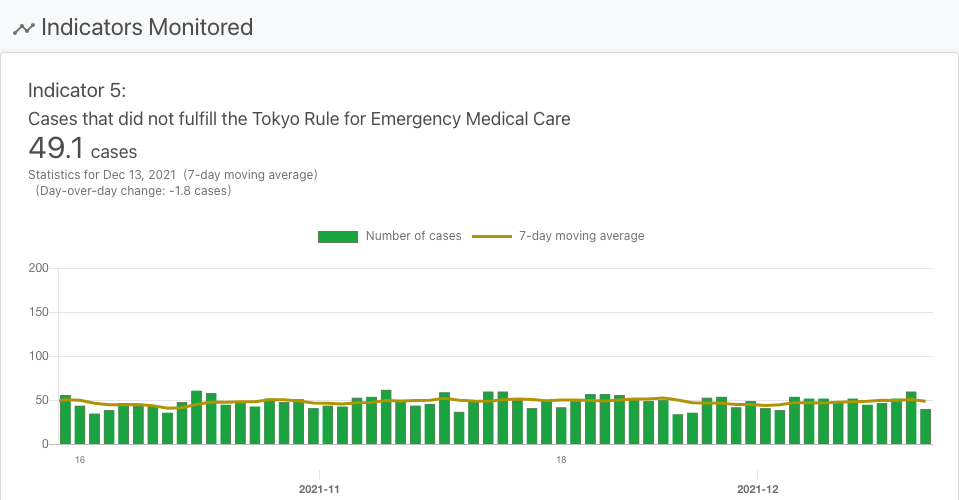 Indicators Monitored
Indicator 5:
Cases that did not fulfill the Tokyo Rule for Emergency Medical Care
49.1 cases
Statistics for Dec 13, 2021 (7-day moving average)
(Day-over-day change: -1.8 cases)
Number of cases 7-day moving average
200
150
100
50
0
16 18
2021-11 2021-12